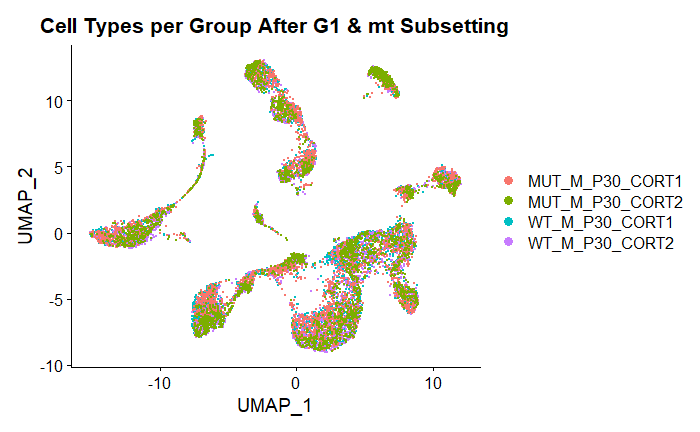 Cell Types per Group After G1 & mt Subsetting
UMAP_2
10
5
0
-5
-10
-10
0
10
UMAP_1
MUT_M_P30_CORT1
MUT_M_P30_CORT2
WT_M_P30_CORT1
WT_M_P30_CORT2